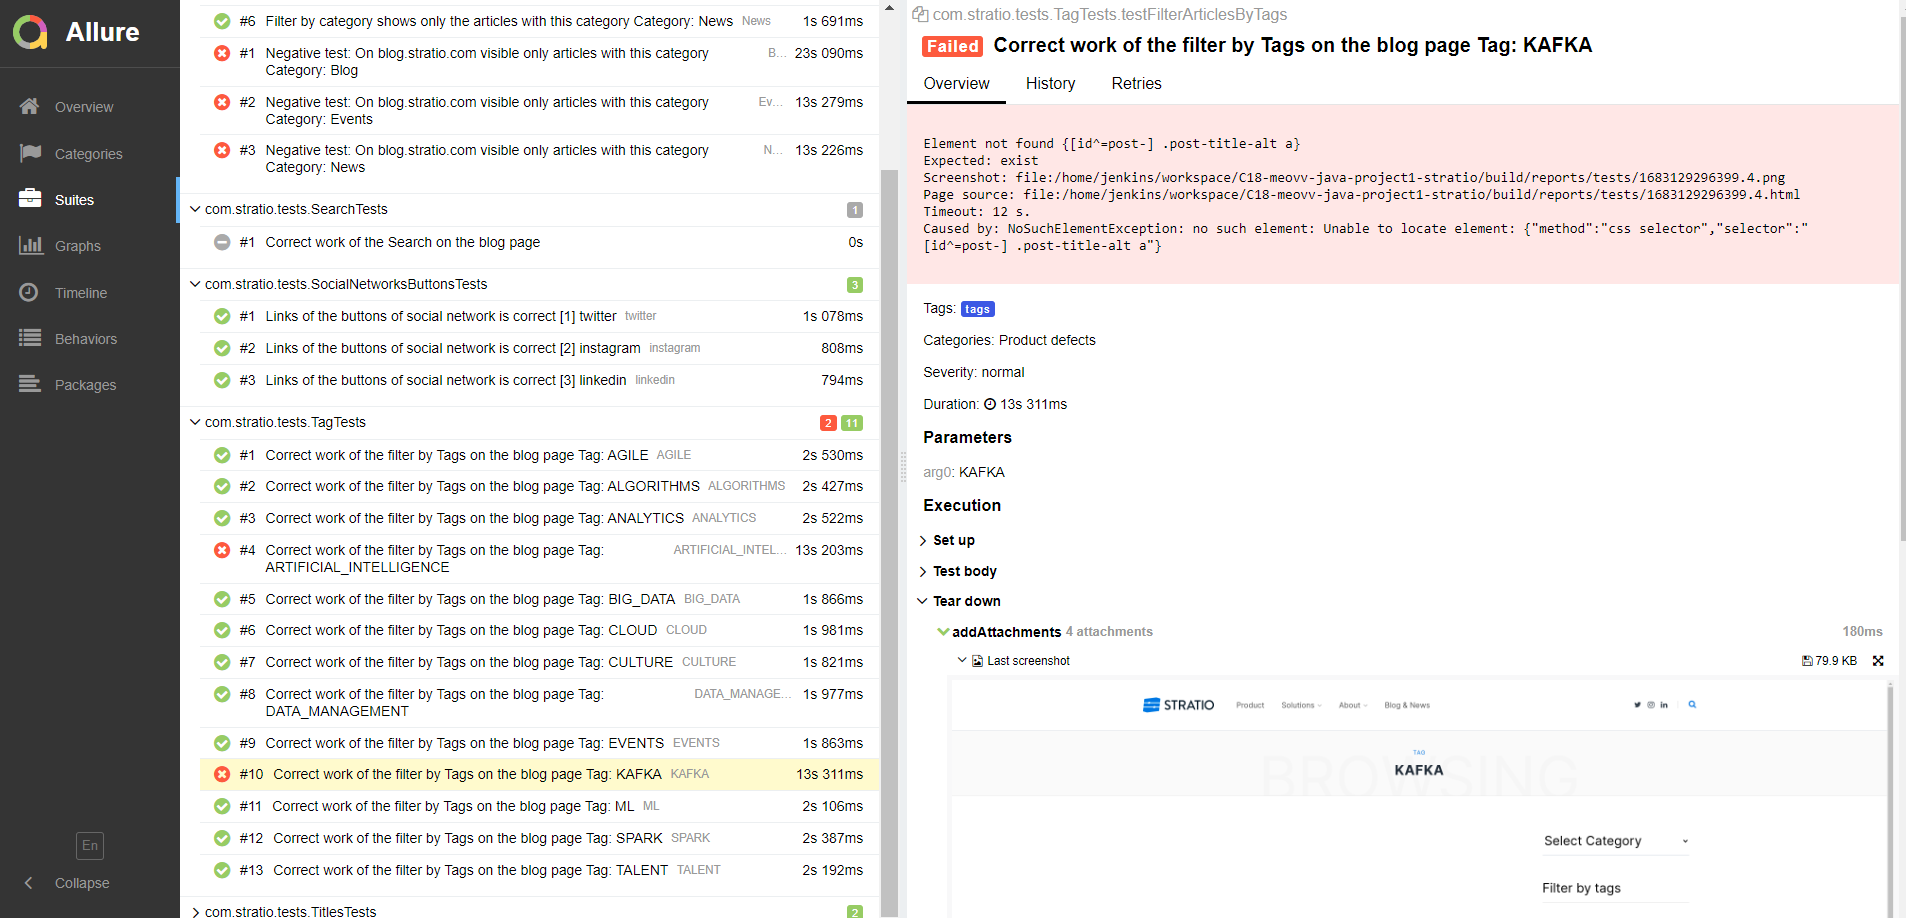 Allure
Overview
Categories
Suites
Graphs
Timeline
Behaviors
Packages
En
Collapse
#6 Filter by category shows only the articles with this category Category: News News 1s 691ms
#1 Negative test: On blog.stratio.com visible only articles with this category B... 23s 090ms
Category: Blog
#2 Negative test: On blog.stratio.com visible only articles with this category Ev... 13s 279ms
Category: Events
#3 Negative test: On blog.stratio.com visible only articles with this category N... 13s 226ms
Category: News
com.stratio.tests.SearchTests 1
#1 Correct work of the Search on the blog page 0s
com.stratio.tests.SocialNetworksButtonsTests 3
#1 Links of the buttons of social network is correct [1] twitter twitter 1s 078ms
#2 Links of the buttons of social network is correct [2] instagram instagram 808ms
#3 Links of the buttons of social network is correct [3] linkedin linkedin 794ms
com.stratio.tests.TagTests 2 11
#1 Correct work of the filter by Tags on the blog page Tag: AGILE AGILE 2s 530ms
#2 Correct work of the filter by Tags on the blog page Tag: ALGORITHMS ALGORITHMS 2s 427ms
#3 Correct work of the filter by Tags on the blog page Tag: ANALYTICS ANALYTICS 2s 522ms
#4 Correct work of the filter by Tags on the blog page Tag: ARTIFICIAL_INTEL... 13s 203ms
ARTIFICIAL_INTELLIGENCE
#5 Correct work of the filter by Tags on the blog page Tag: BIG_DATA BIG_DATA 1s 866ms
#6 Correct work of the filter by Tags on the blog page Tag: CLOUD CLOUD 1s 981ms
#7 Correct work of the filter by Tags on the blog page Tag: CULTURE CULTURE 1s 821ms
#8 Correct work of the filter by Tags on the blog page Tag: DATA_MANAGE... 1s 977ms
DATA_MANAGEMENT
#9 Correct work of the filter by Tags on the blog page Tag: EVENTS EVENTS 1s 863ms
#10 Correct work of the filter by Tags on the blog page Tag: KAFKA KAFKA 13s 311ms
#11 Correct work of the filter by Tags on the blog page Tag: ML ML 2s 106ms
#12 Correct work of the filter by Tags on the blog page Tag: SPARK SPARK 2s 387ms
#13 Correct work of the filter by Tags on the blog page Tag: TALENT TALENT 2s 192ms
com.stratio.tests.TitlesTests 2
com.stratio.tests.TagTests.testFilterArticlesByTags
Failed Correct work of the filter by Tags on the blog page Tag: KAFKA
Overview History Retries
Element not found {[id^=post-] .post-title-alt a}
Expected: exist
Screenshot: file:/home/jenkins/workspace/C18-meovv-java-project1-stratio/build/reports/tests/1683129296399.4.png
Page source: file:/home/jenkins/workspace/C18-meovv-java-project1-stratio/build/reports/tests/1683129296399.4.html
Timeout: 12 s.
Caused by: NoSuchElementException: no such element: Unable to locate element: {"method":"css selector","selector":"
[id^=post-] .post-title-alt a"}
Tags: tags
Categories: Product defects
Severity: normal
Duration: 13s 311ms
Parameters
arg0: KAFKA
Execution
Set up
Test body
Tear down
addAttachments 4 attachments 180ms
Last screenshot 79.9 KB
STRATIO Product Solutions About Blog & News
BROWSING
TAG
KAFKA
Select Category
Filter by tags